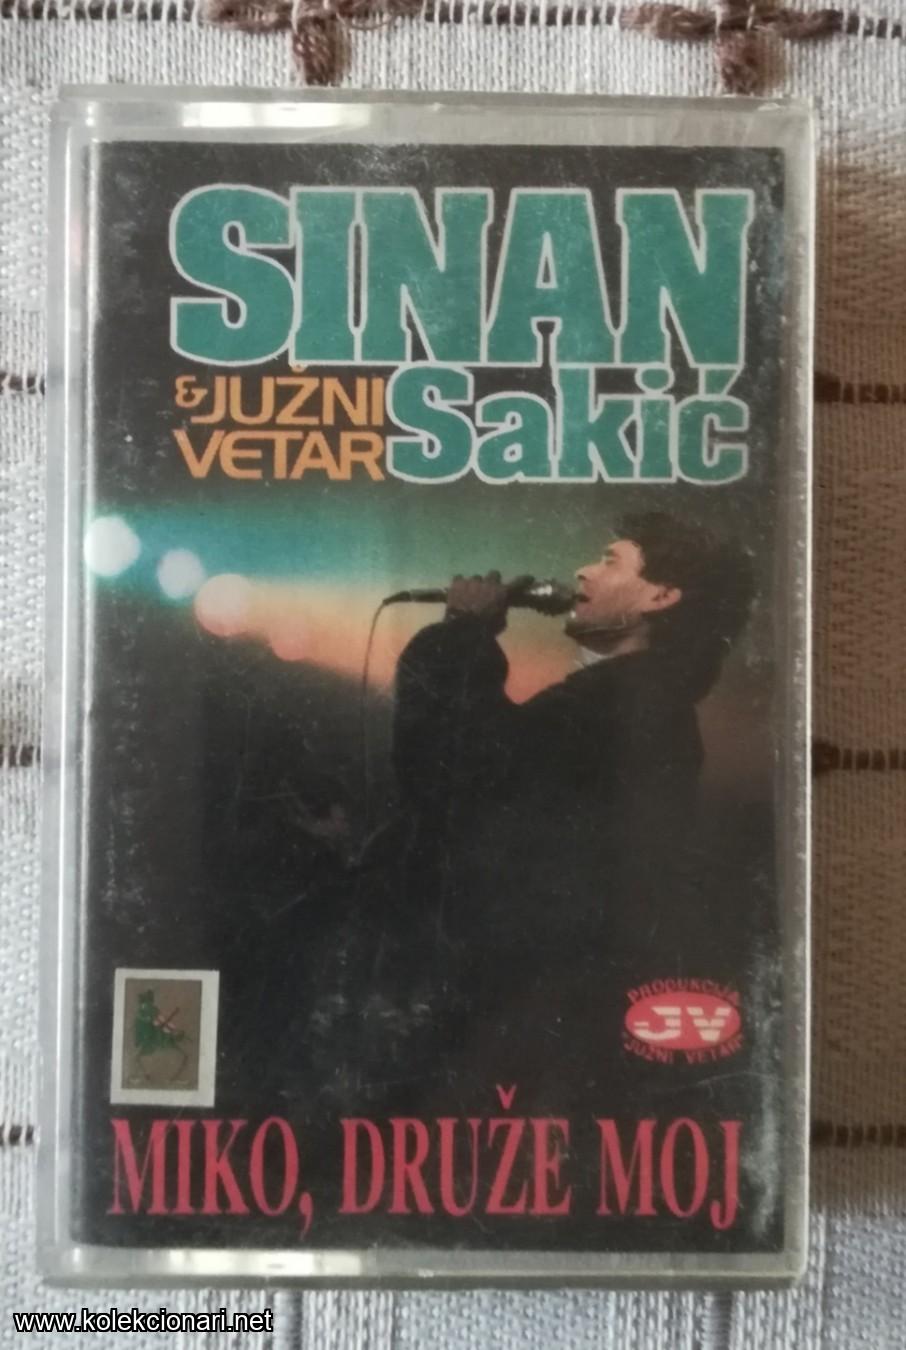 SINAN
& JUŽNI
VETAR
Sakić
PRODUKCIJA
JV
JUŽNI VETAR
MIKO, DRUŽE MOJ
www.kolekcionari.net